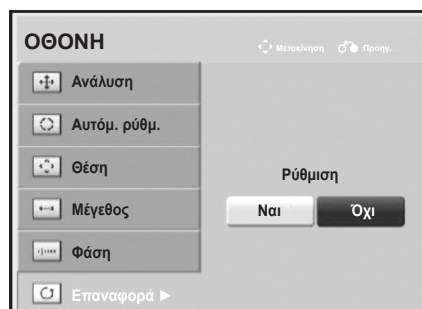 ΟΘΟΝΗ
Μετακίνηση Προηγ.
Ανάλυση
Αυτόμ. ρύθμ.
Θέση
Μέγεθος
Φάση
Επαναφορά ►
Ρύθμιση
Ναι Όχι